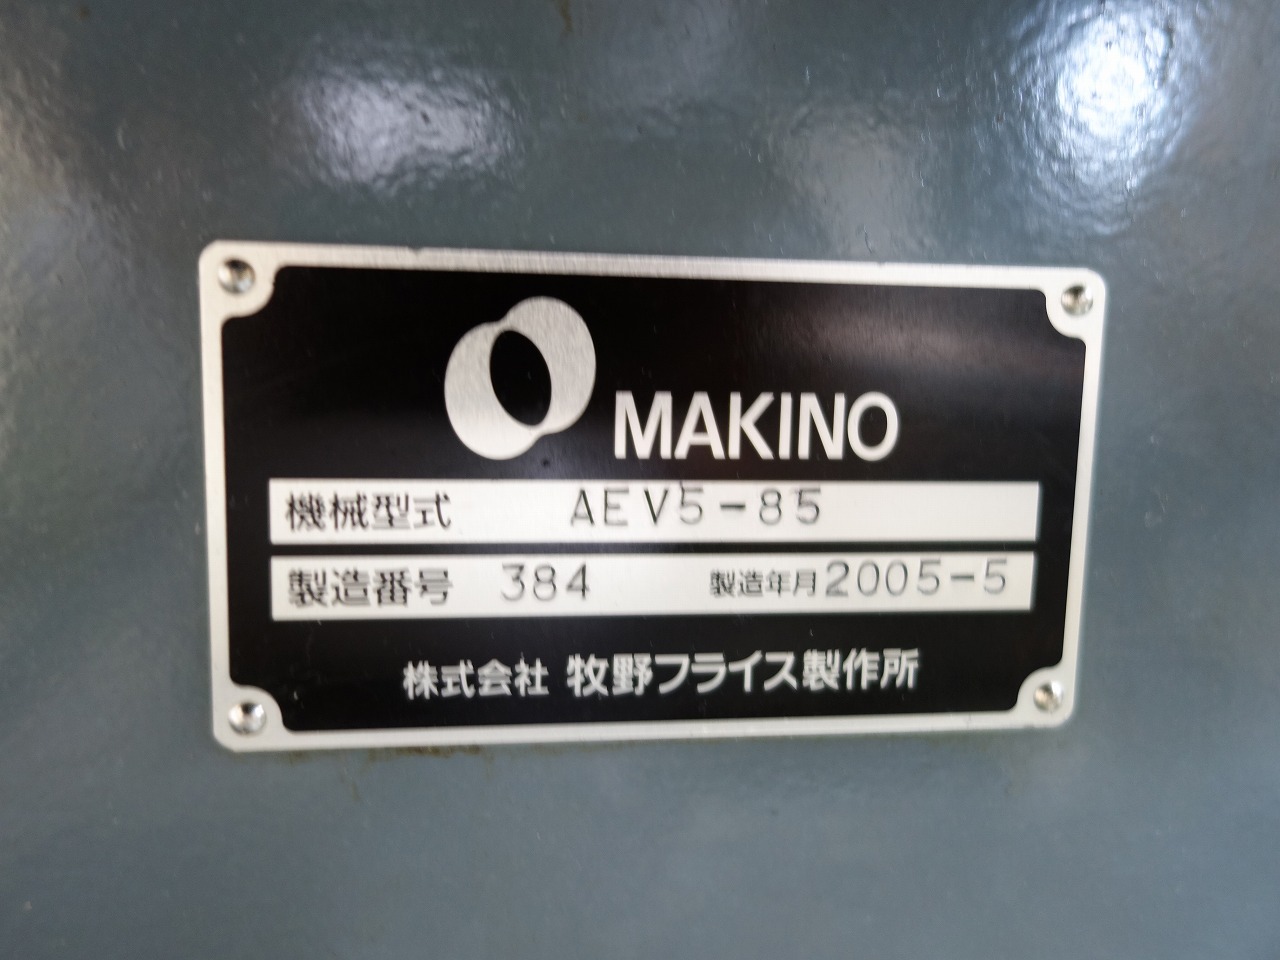 MAKINO
機械型式 AEV5-85
製造番号 384 製造年月 2005-5
株式会社 牧野フライス製作所